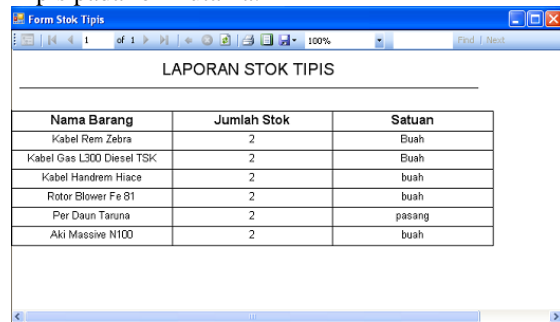 Form Stok Tipis
1 of 1 100% Find | Next
LAPORAN STOK TIPIS
Nama Barang Jumlah Stok Satuan
Kabel Rem Zebra 2 Buah
Kabel Gas L300 Diesel TSK 2 Buah
Kabel Handrem Hiace 2 buah
Rotor Blower Fe 81 2 buah
Per Daun Taruna 2 pasang
Aki Massive N100 2 buah